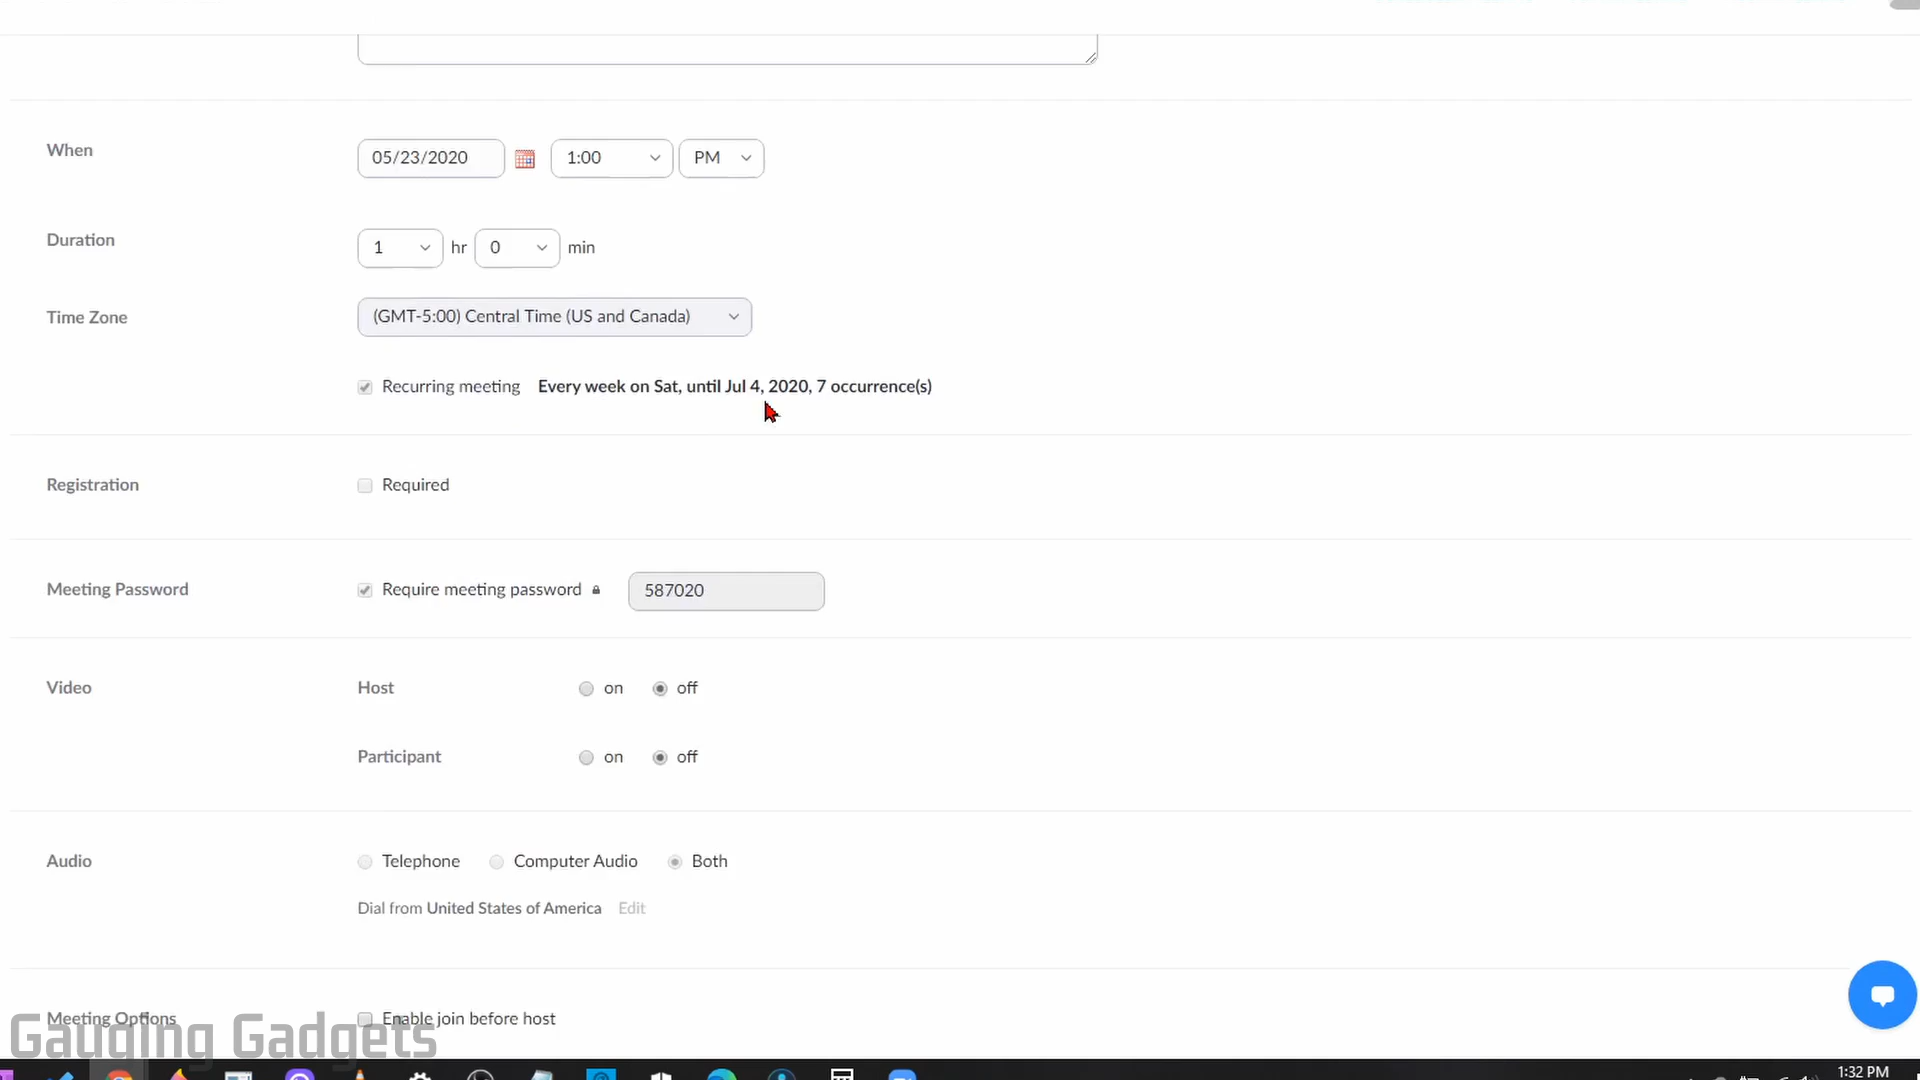 When
05/23/2020 1:00 PM
Duration
1 hr 0 min
Time Zone
(GMT-5:00) Central Time (US and Canada)
Recurring meeting Every week on Sat, until Jul 4, 2020, 7 occurrence(s)
Registration
Required
Meeting Password
Require meeting password 587020
Video
Host on off
Participant on off
Audio
Telephone Computer Audio Both
Dial from United States of America Edit
Meeting Options
Enable join before host
Gauging Gadgets
1:32 PM